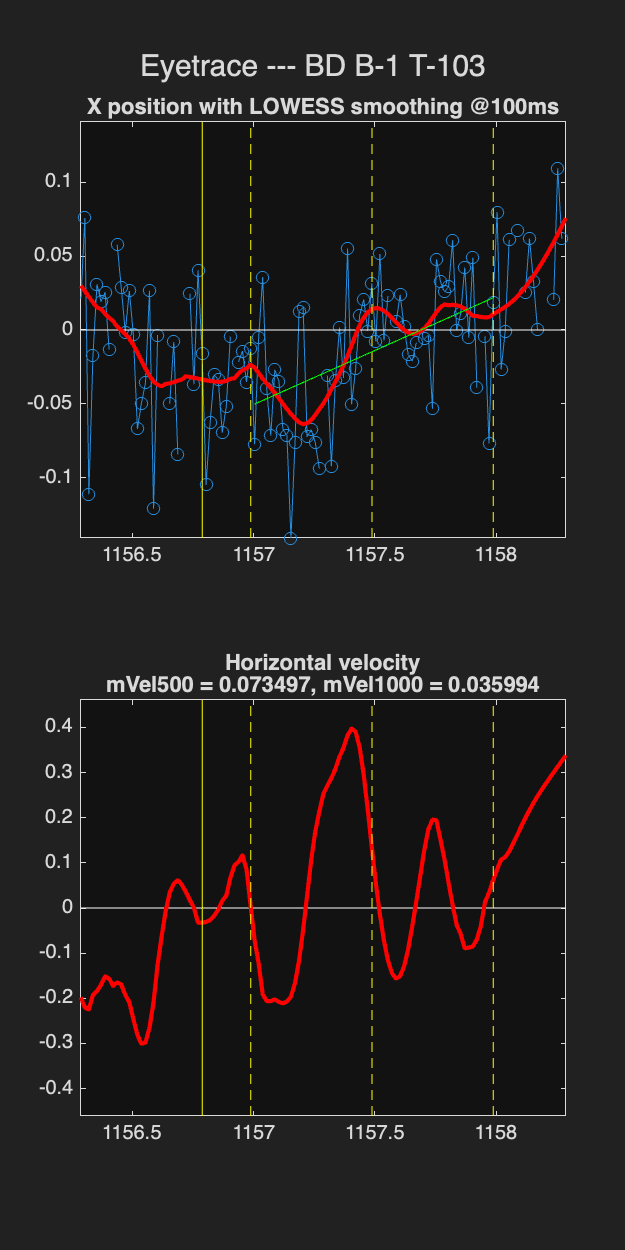 Eyetrace --- BD B-1 T-103
X position with LOWESS smoothing @100ms
0.1
0.05
0
-0.05
-0.1
1156.5 1157 1157.5 1158
Horizontal velocity
mVel500 = 0.073497, mVel1000 = 0.035994
0.4
0.3
0.2
0.1
0
-0.1
-0.2
-0.3
-0.4
1156.5 1157 1157.5 1158